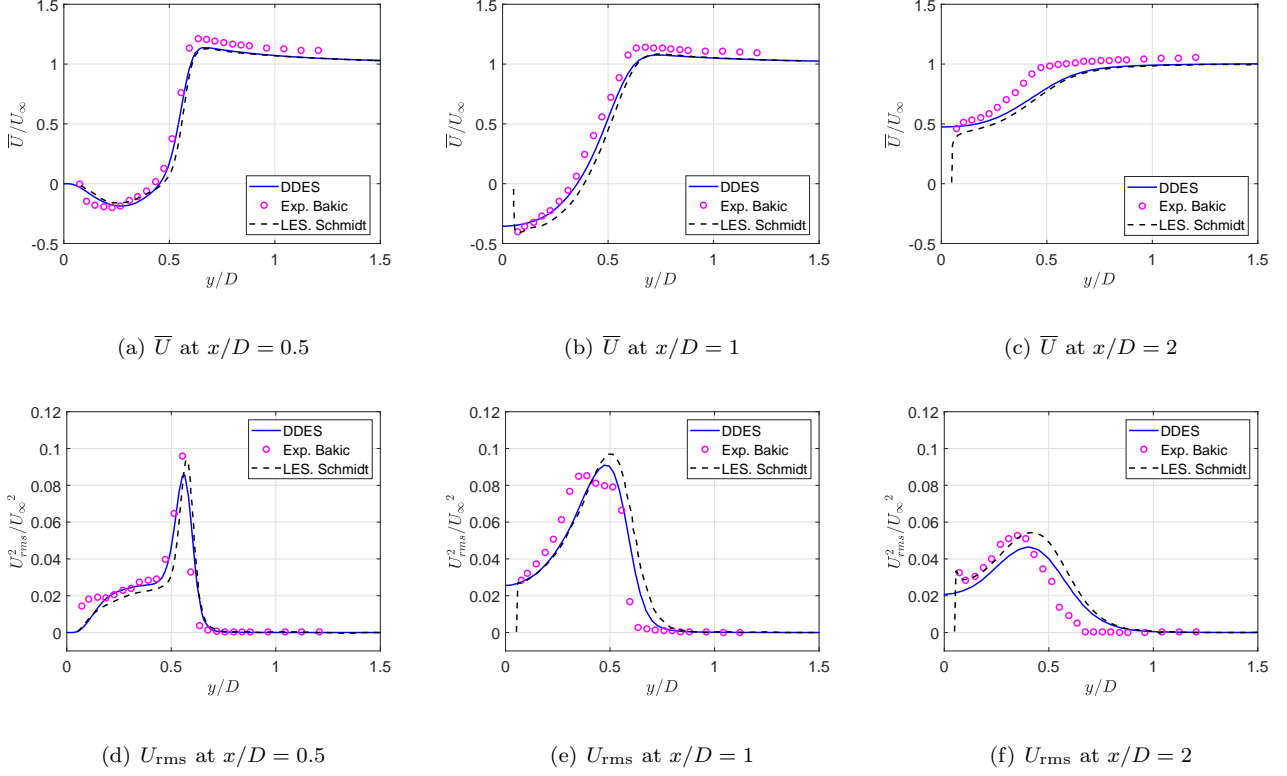 1.5
1
0.5
0
-0.5
U̅/U∞
0 0.5 1 1.5
y/D
DDES
Exp. Bakic
LES. Schmidt
(a) U̅ at x/D = 0.5
1.5
1
0.5
0
-0.5
U̅/U∞
0 0.5 1 1.5
y/D
DDES
Exp. Bakic
LES. Schmidt
(b) U̅ at x/D = 1
1.5
1
0.5
0
-0.5
U̅/U∞
0 0.5 1 1.5
y/D
DDES
Exp. Bakic
LES. Schmidt
(c) U̅ at x/D = 2
0.12
0.1
0.08
0.06
0.04
0.02
0
U²rms/U∞²
0 0.5 1 1.5
y/D
DDES
Exp. Bakic
LES. Schmidt
(d) Urms at x/D = 0.5
0.12
0.1
0.08
0.06
0.04
0.02
0
U²rms/U∞²
0 0.5 1 1.5
y/D
DDES
Exp. Bakic
LES. Schmidt
(e) Urms at x/D = 1
0.12
0.1
0.08
0.06
0.04
0.02
0
U²rms/U∞²
0 0.5 1 1.5
y/D
DDES
Exp. Bakic
LES. Schmidt
(f) Urms at x/D = 2